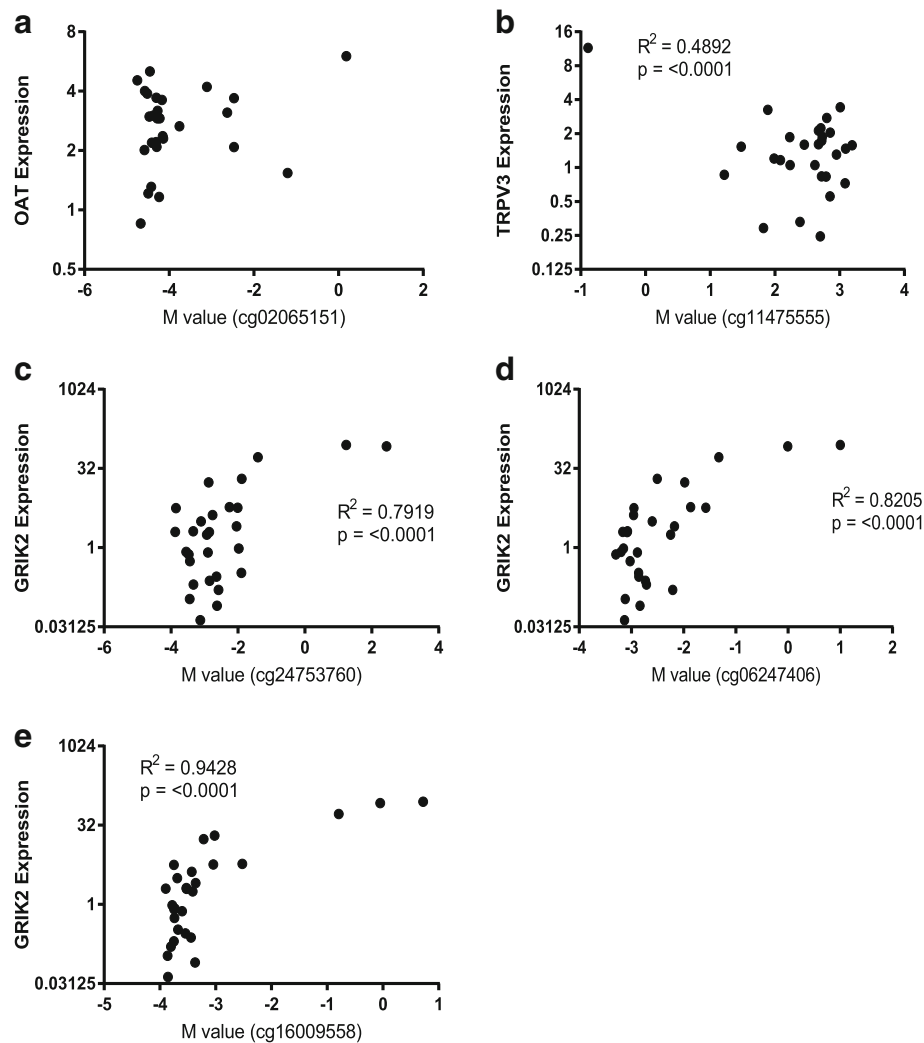 a
8
4
2
1
0.5
OAT Expression
-6 -4 -2 0 2
M value (cg02065151)
b
16
8
4
2
1
0.5
0.25
0.125
TRPV3 Expression
R² = 0.4892
p = <0.0001
-1 0 1 2 3 4
M value (cg11475555)
c
1024
32
1
0.03125
GRIK2 Expression
R² = 0.7919
p = <0.0001
-6 -4 -2 0 2 4
M value (cg24753760)
d
1024
32
1
0.03125
GRIK2 Expression
R² = 0.8205
p = <0.0001
-4 -3 -2 -1 0 1 2
M value (cg06247406)
e
1024
32
1
0.03125
GRIK2 Expression
R² = 0.9428
p = <0.0001
-5 -4 -3 -2 -1 0 1
M value (cg16009558)